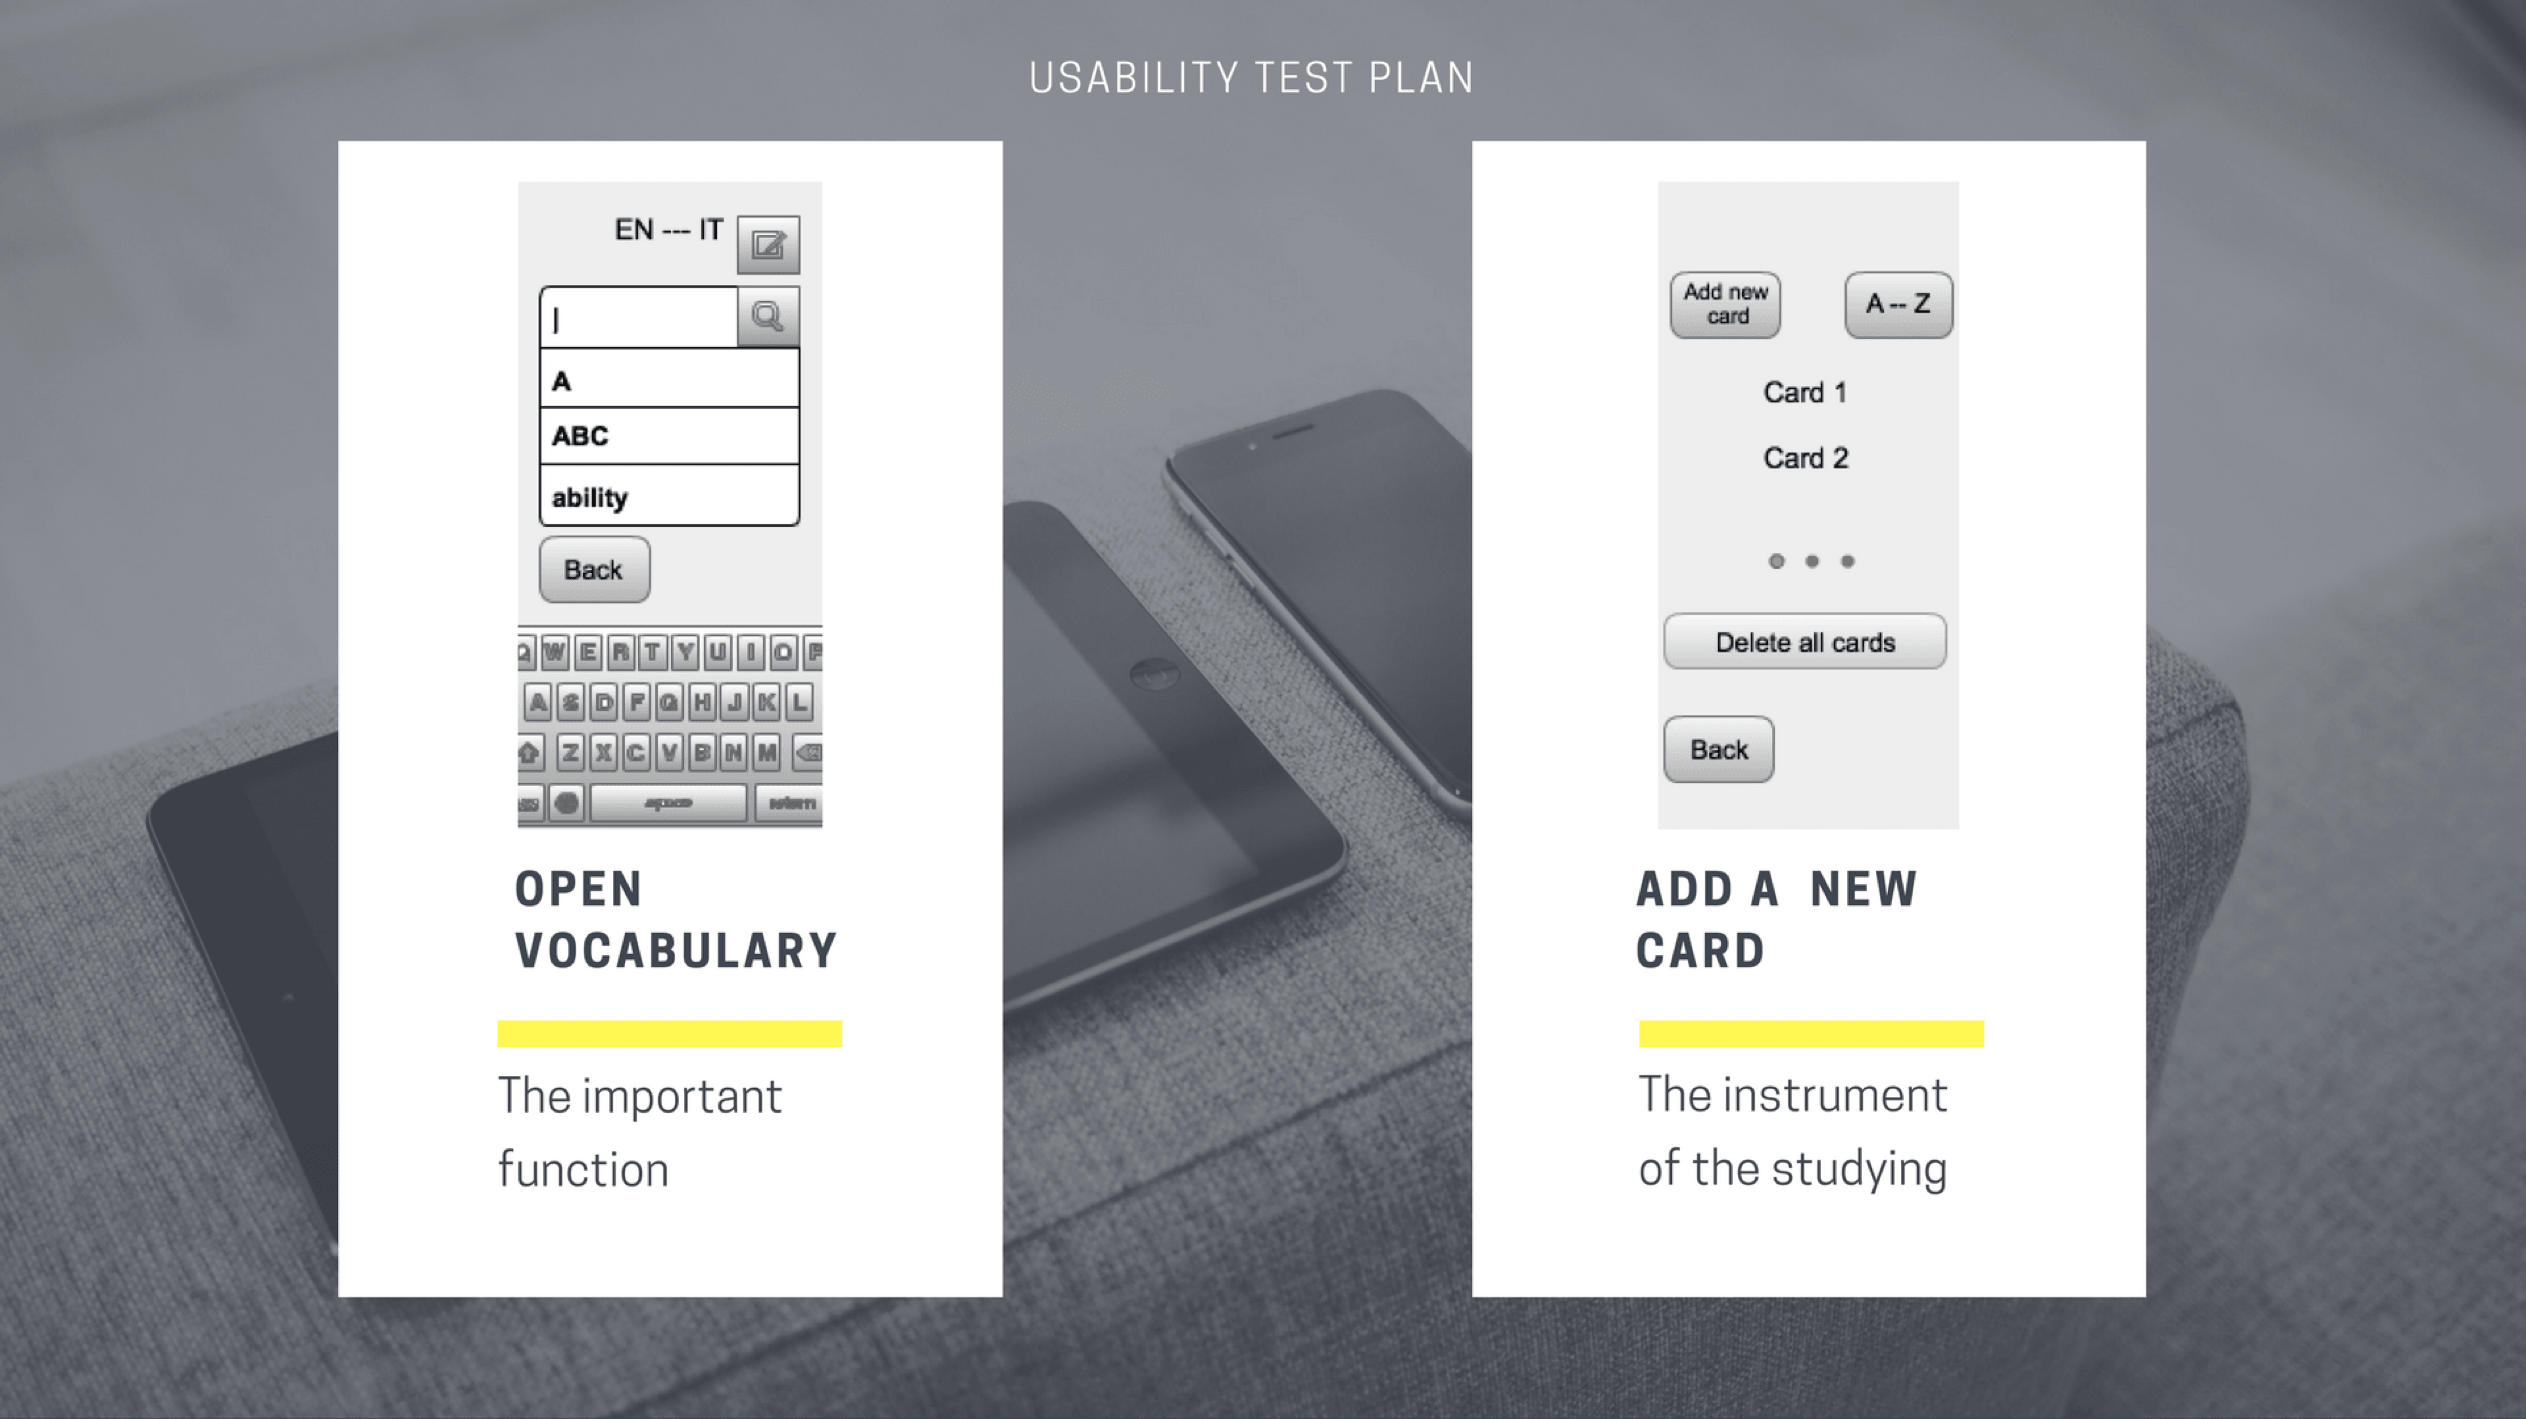 USABILITY TEST PLAN
EN --- IT
A
ABC
ability
Back
Q W E R T Y U I O P
A S D F G H J K L
Z X C V B N M
space
return
OPEN
VOCABULARY
The important
function
Add new
card
A -- Z
Card 1
Card 2
Delete all cards
Back
ADD A  NEW
CARD
The instrument
of the studying